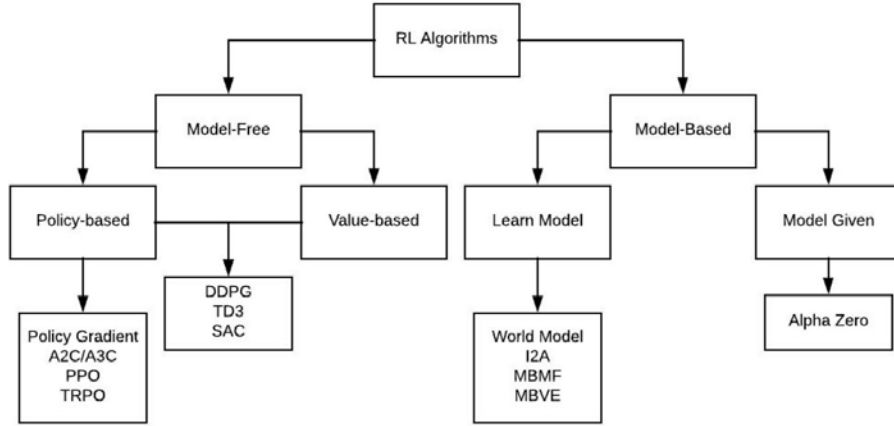 RL Algorithms
Model-Free
Model-Based
Policy-based
Value-based
Learn Model
Model Given
DDPG
TD3
SAC
Alpha Zero
Policy Gradient
A2C/A3C
PPO
TRPO
World Model
I2A
MBMF
MBVE